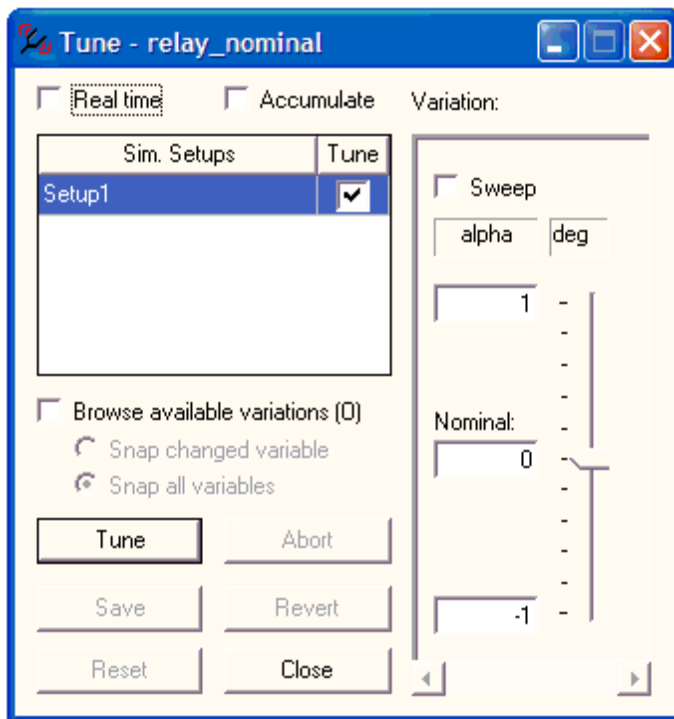 Tune - relay_nominal
Real time
Accumulate
Variation:
Sim. Setups
Tune
Setup1
Sweep
alpha
deg
1
Nominal:
0
-1
Browse available variations (0)
Snap changed variable
Snap all variables
Tune
Abort
Save
Revert
Reset
Close